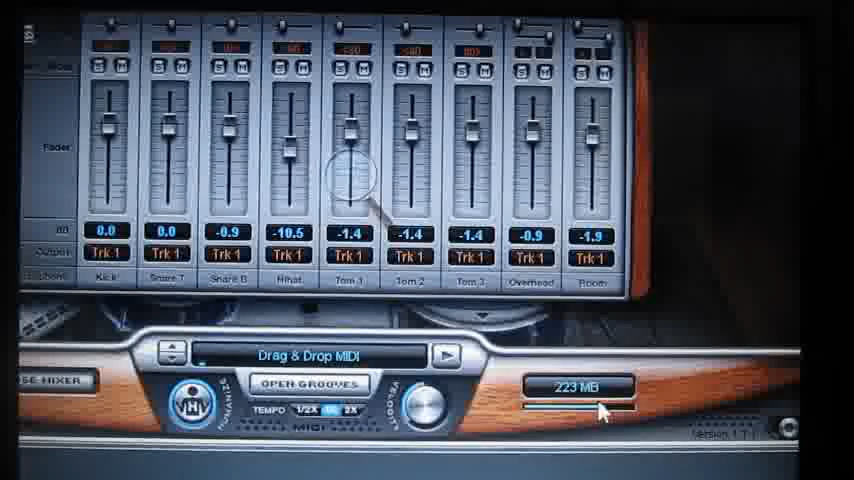 S M S M S M S M S M S M S M S M S M
Fader
dB 0.0 0.0 -0.9 -10.5 -1.4 -1.4 -1.4 -0.9 -1.9
Output Trk 1 Trk 1 Trk 1 Trk 1 Trk 1 Trk 1 Trk 1 Trk 1 Trk 1
Kick Snare T Snare B Hihat Tom 1 Tom 2 Tom 3 Overhead Room
Drag & Drop MIDI
SE MIXER
OPEN GROOVES
223 MB
HUMANIZE
VELOCITY
TEMPO 1/2X 2X
MIDI